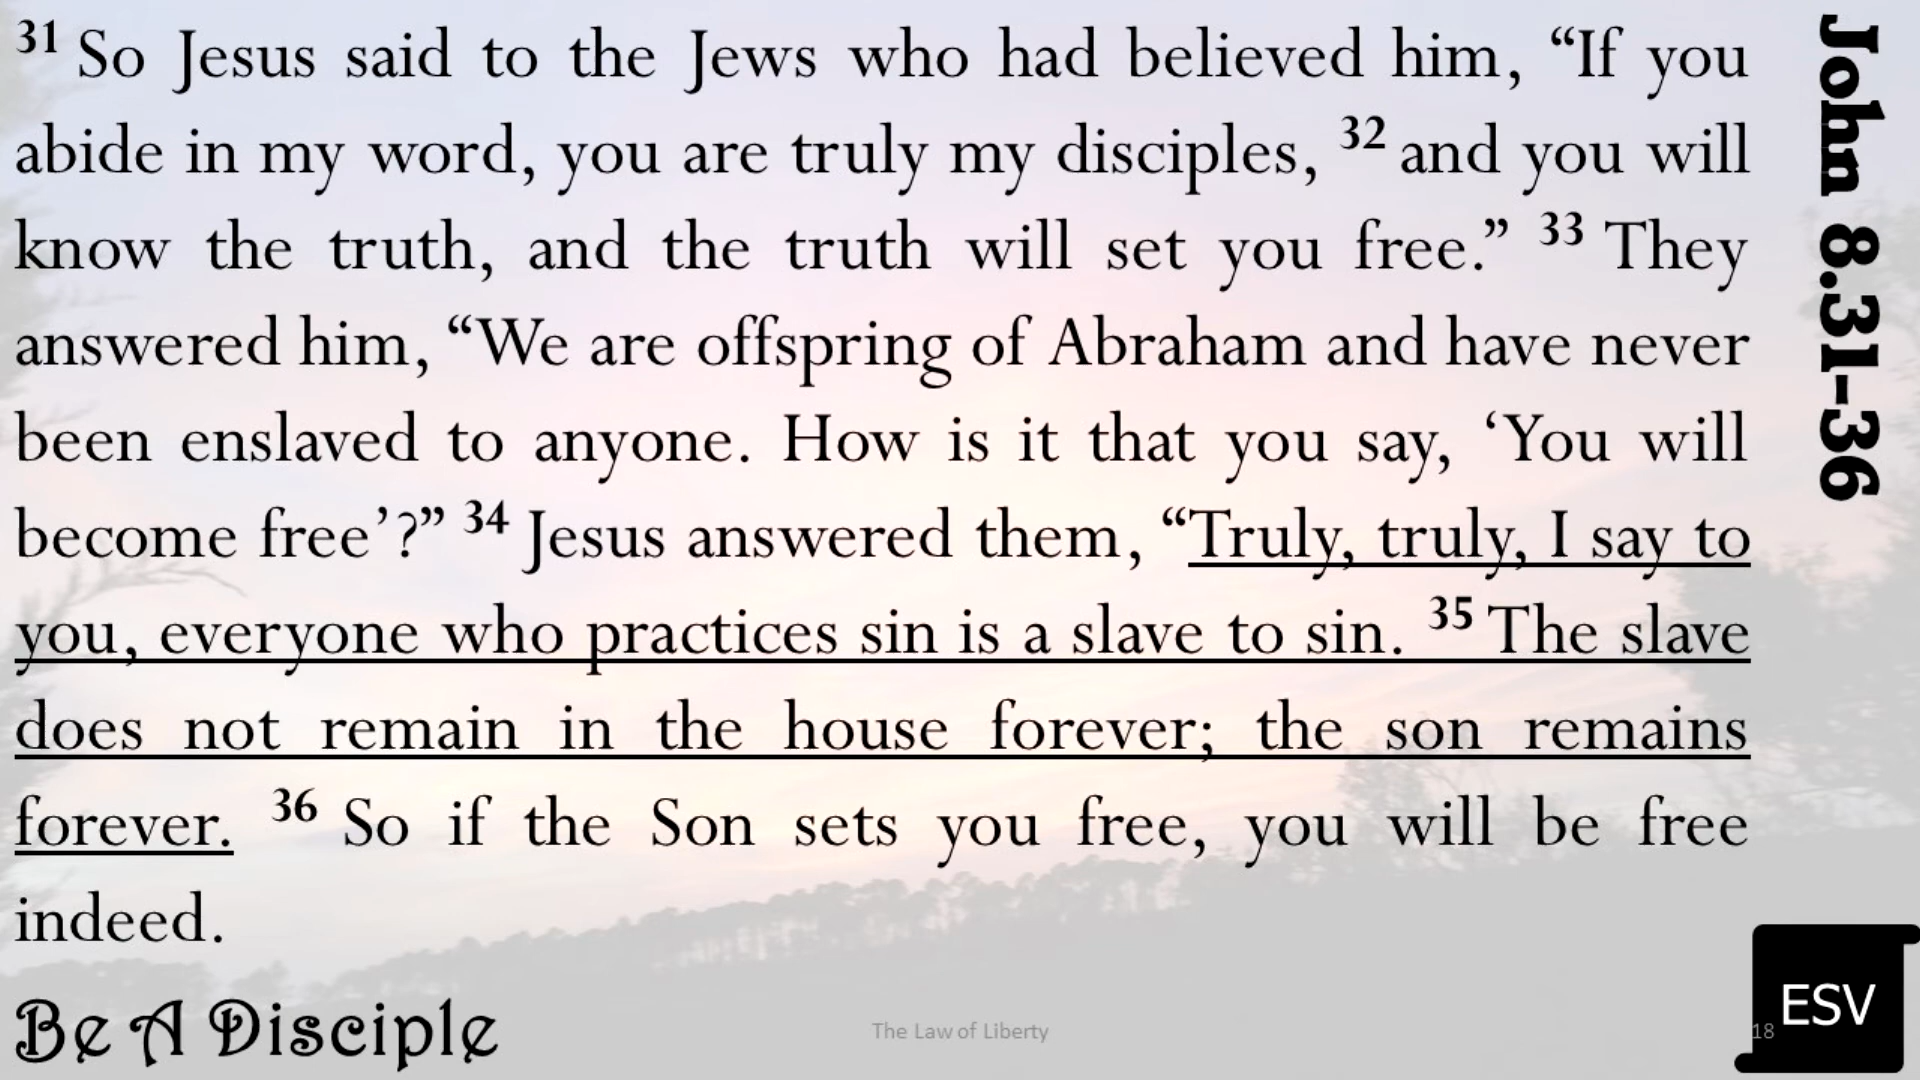 31 So Jesus said to the Jews who had believed him, “If you
abide in my word, you are truly my disciples, 32 and you will
know the truth, and the truth will set you free.” 33 They
answered him, “We are offspring of Abraham and have never
been enslaved to anyone. How is it that you say, ‘You will
become free’?” 34 Jesus answered them, “Truly, truly, I say to
you, everyone who practices sin is a slave to sin. 35 The slave
does not remain in the house forever; the son remains
forever. 36 So if the Son sets you free, you will be free
indeed.
John 8.31-36
Be A Disciple
The Law of Liberty
18
ESV